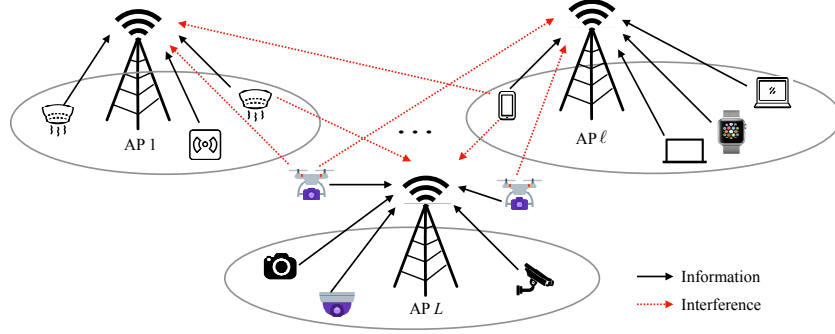 AP 1
. . .
AP ℓ
AP L
Information
Interference